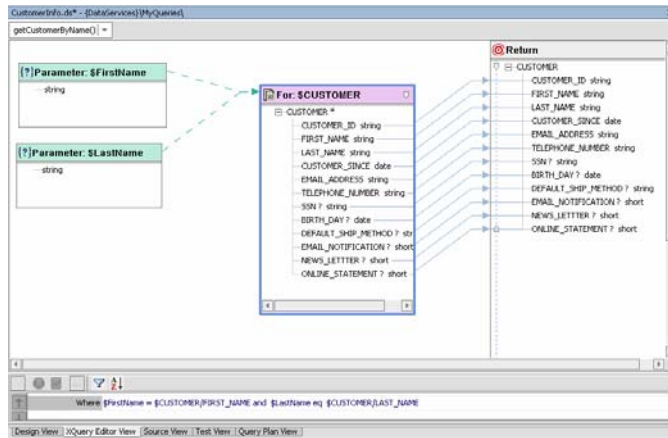 CustomerInfo.ds* - {DataServices}\MyQueries\
getCustomerByName()
{?}Parameter: $FirstName
string
{?}Parameter: $LastName
string
For: $CUSTOMER
CUSTOMER *
CUSTOMER_ID string
FIRST_NAME string
LAST_NAME string
CUSTOMER_SINCE date
EMAIL_ADDRESS string
TELEPHONE_NUMBER string
SSN ? string
BIRTH_DAY ? date
DEFAULT_SHIP_METHOD ? str
EMAIL_NOTIFICATION ? short
NEWS_LETTTER ? short
ONLINE_STATEMENT ? short
Return
CUSTOMER
CUSTOMER_ID string
FIRST_NAME string
LAST_NAME string
CUSTOMER_SINCE date
EMAIL_ADDRESS string
TELEPHONE_NUMBER string
SSN ? string
BIRTH_DAY ? date
DEFAULT_SHIP_METHOD ? string
EMAIL_NOTIFICATION ? short
NEWS_LETTTER ? short
ONLINE_STATEMENT ? short
Where $FirstName = $CUSTOMER/FIRST_NAME and $LastName eq $CUSTOMER/LAST_NAME
Design View | XQuery Editor View | Source View | Test View | Query Plan View